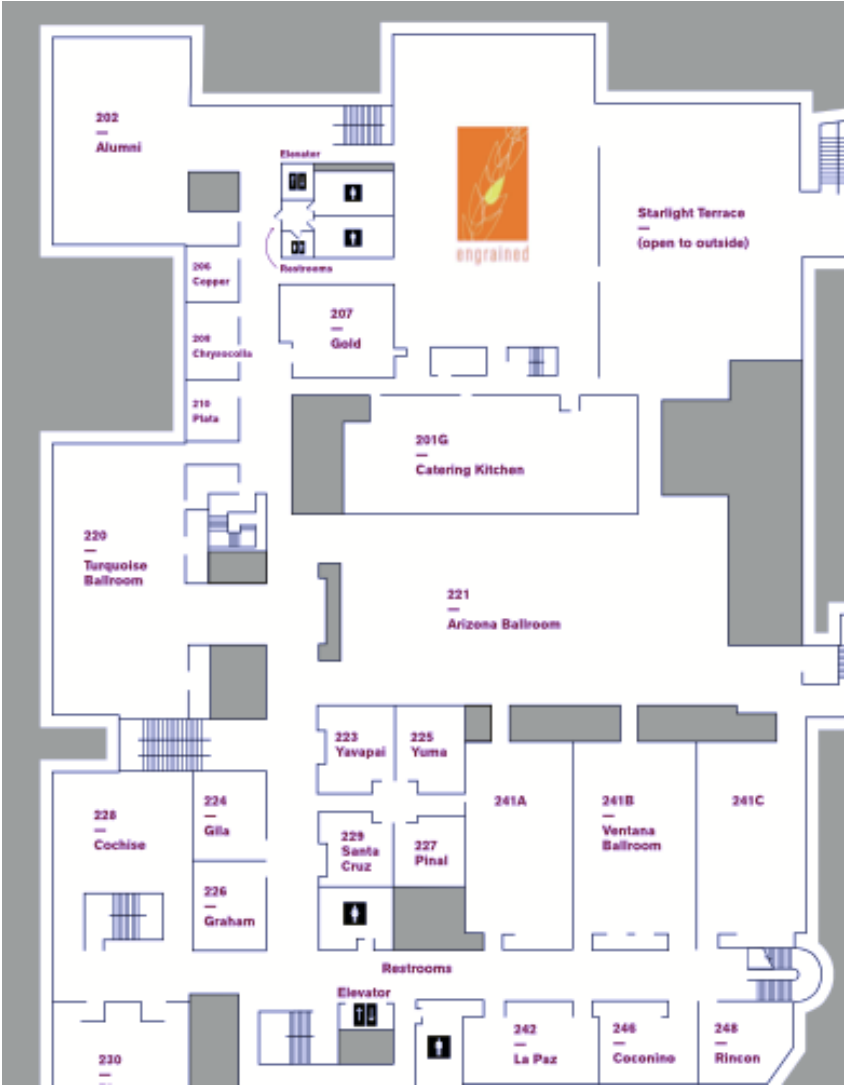 202
—
Alumni
Elevator
engrained
Starlight Terrace
—
(open to outside)
Restrooms
206
Copper
207
—
Gold
208
Chrysocolla
210
Plata
201G
—
Catering Kitchen
220
—
Turquoise
Ballroom
221
—
Arizona Ballroom
223
Yavapai
225
Yuma
228
—
Cochise
224
—
Gila
229
Santa
Cruz
227
Pinal
241A
241B
—
Ventana
Ballroom
241C
226
—
Graham
Restrooms
Elevator
242
—
La Paz
246
—
Coconino
248
—
Rincon
230
—